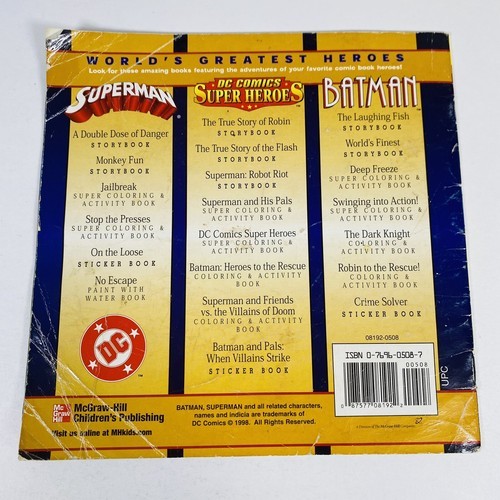 WORLD'S GREATEST HEROES
Look for these amazing books featuring the adventures of your favorite comic book heroes!
SUPERMAN
A Double Dose of Danger
STORYBOOK
Monkey Fun
STORYBOOK
Jailbreak
SUPER COLORING &
ACTIVITY BOOK
Stop the Presses
SUPER COLORING &
ACTIVITY BOOK
On the Loose
STICKER BOOK
No Escape
PAINT WITH
WATER BOOK
DC
DC COMICS
SUPER HEROES
The True Story of Robin
STORYBOOK
The True Story of the Flash
STORYBOOK
Superman: Robot Riot
STORYBOOK
Superman and His Pals
SUPER COLORING &
ACTIVITY BOOK
DC Comics Super Heroes
SUPER COLORING &
ACTIVITY BOOK
Batman: Heroes to the Rescue
COLORING & ACTIVITY
BOOK
Superman and Friends
vs. the Villains of Doom
COLORING & ACTIVITY
BOOK
Batman and Pals:
When Villains Strike
STICKER BOOK
BATMAN
The Laughing Fish
STORYBOOK
World's Finest
STORYBOOK
Deep Freeze
SUPER COLORING &
ACTIVITY BOOK
Swinging into Action!
SUPER COLORING &
ACTIVITY BOOK
The Dark Knight
COLORING &
ACTIVITY BOOK
Robin to the Rescue!
COLORING &
ACTIVITY BOOK
Crime Solver
STICKER BOOK
08192-0508
ISBN 0-7696-0508-7
00508
UPC
Mc
Graw
Hill
McGraw-Hill
Children's Publishing
Visit us online at MHkids.com
BATMAN, SUPERMAN and all related characters,
names and indicia are trademarks of
DC Comics © 1998. All Rights Reserved.
A Division of The McGraw-Hill Companies